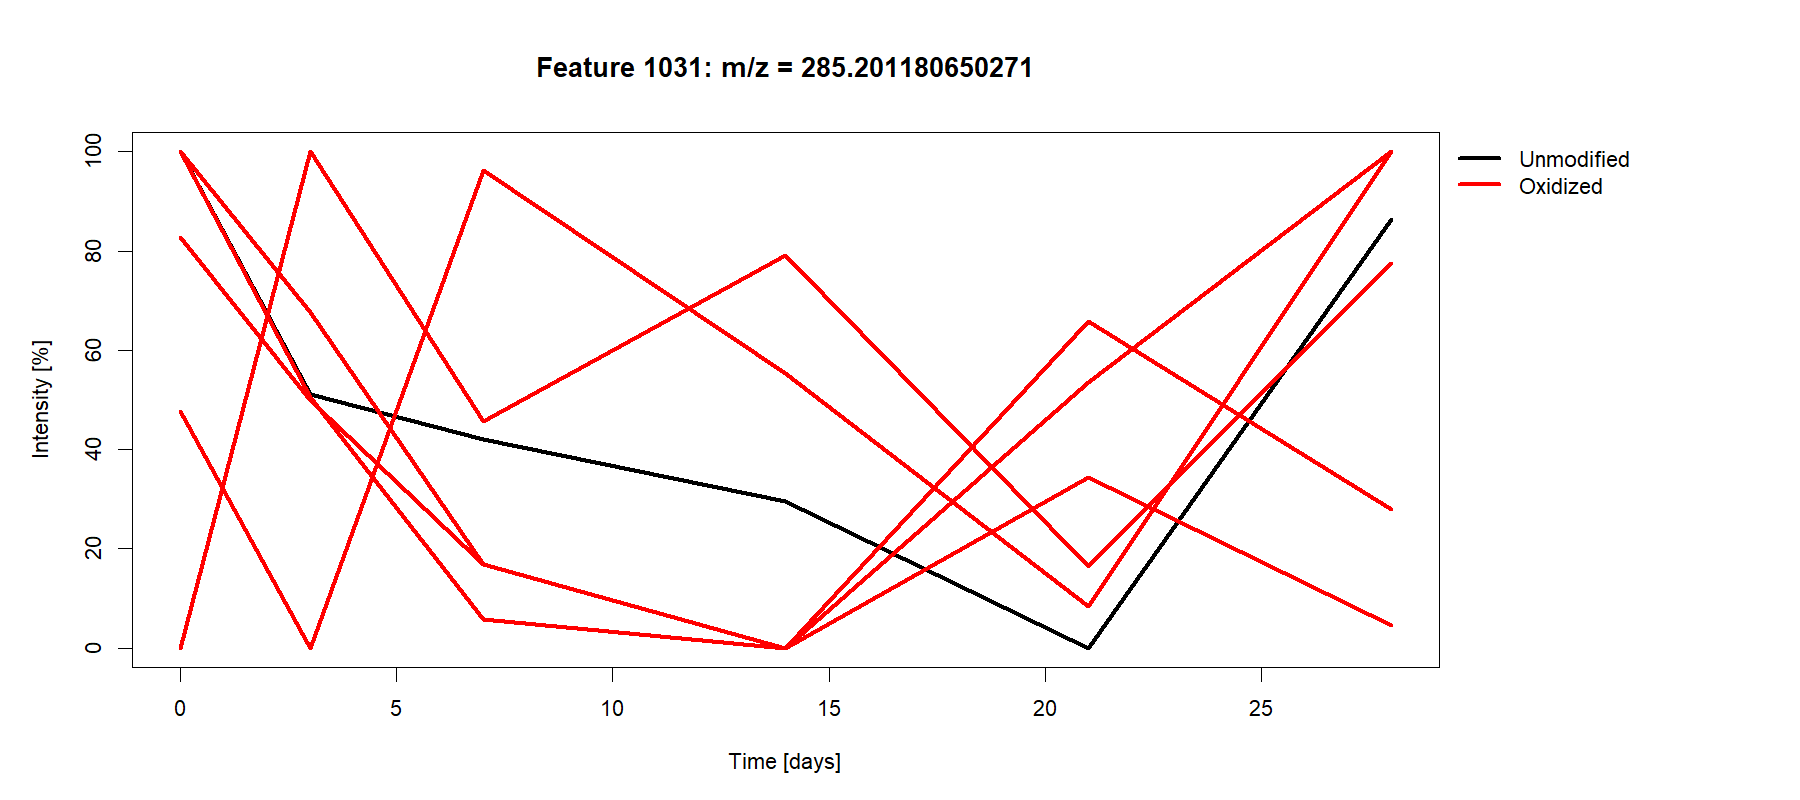 Feature 1031: m/z = 285.201180650271
100
80
60
40
20
0
Intensity [%]
0 5 10 15 20 25
Time [days]
Unmodified
Oxidized